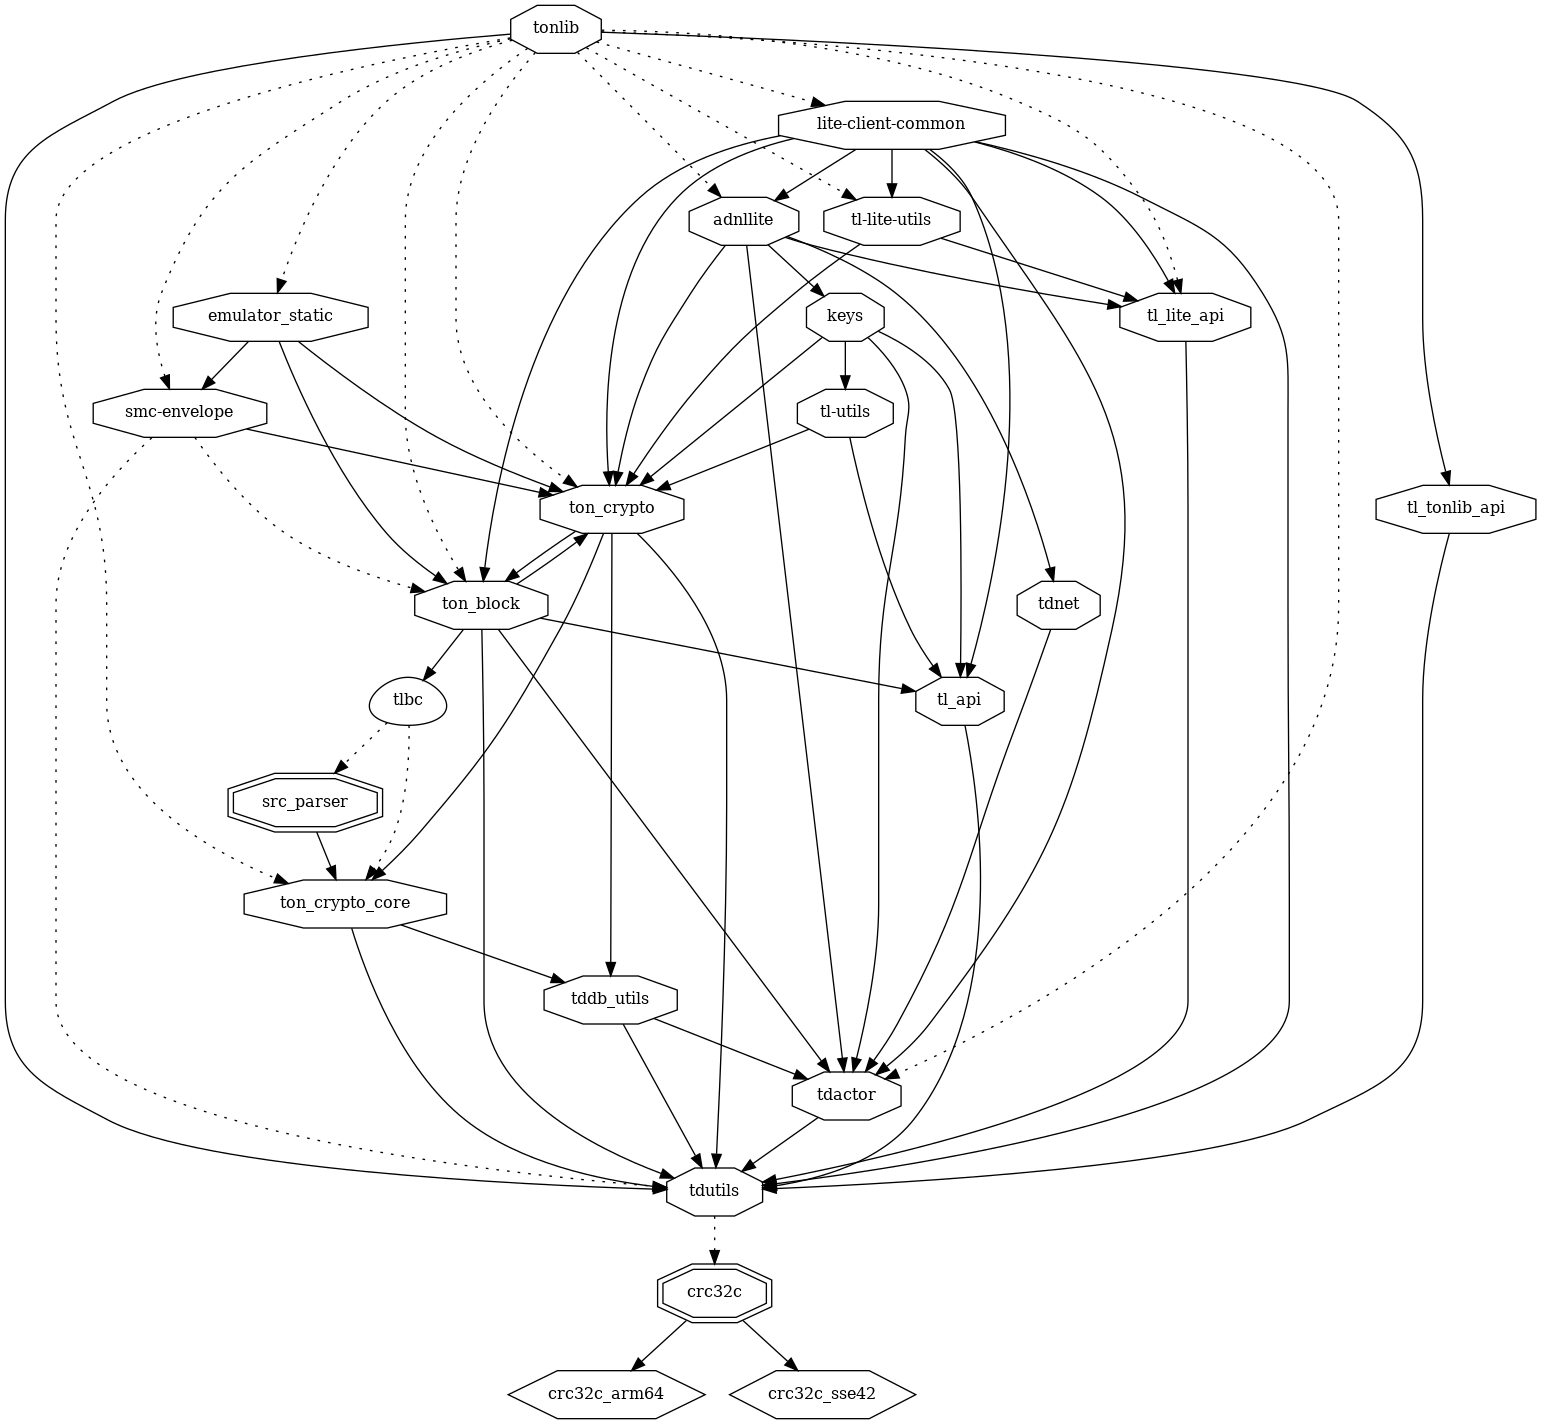 tonlib
lite-client-common
adnllite
tl-lite-utils
emulator_static
keys
tl_lite_api
smc-envelope
tl-utils
ton_crypto
tl_tonlib_api
ton_block
tdnet
tlbc
tl_api
src_parser
ton_crypto_core
tddb_utils
tdactor
tdutils
crc32c
crc32c_arm64
crc32c_sse42